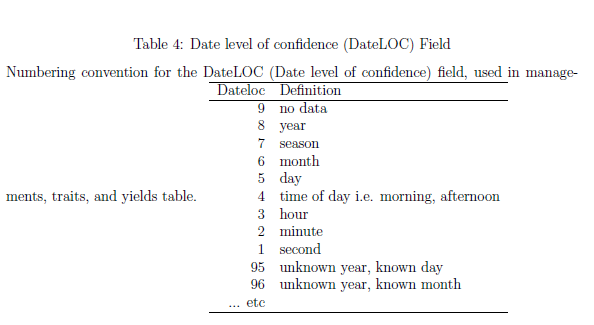 Table 4: Date level of confidence (DateLOC) Field
Numbering convention for the DateLOC (Date level of confidence) field, used in manage-
ments, traits, and yields table.
Dateloc Definition
9 no data
8 year
7 season
6 month
5 day
4 time of day i.e. morning, afternoon
3 hour
2 minute
1 second
95 unknown year, known day
96 unknown year, known month
... etc